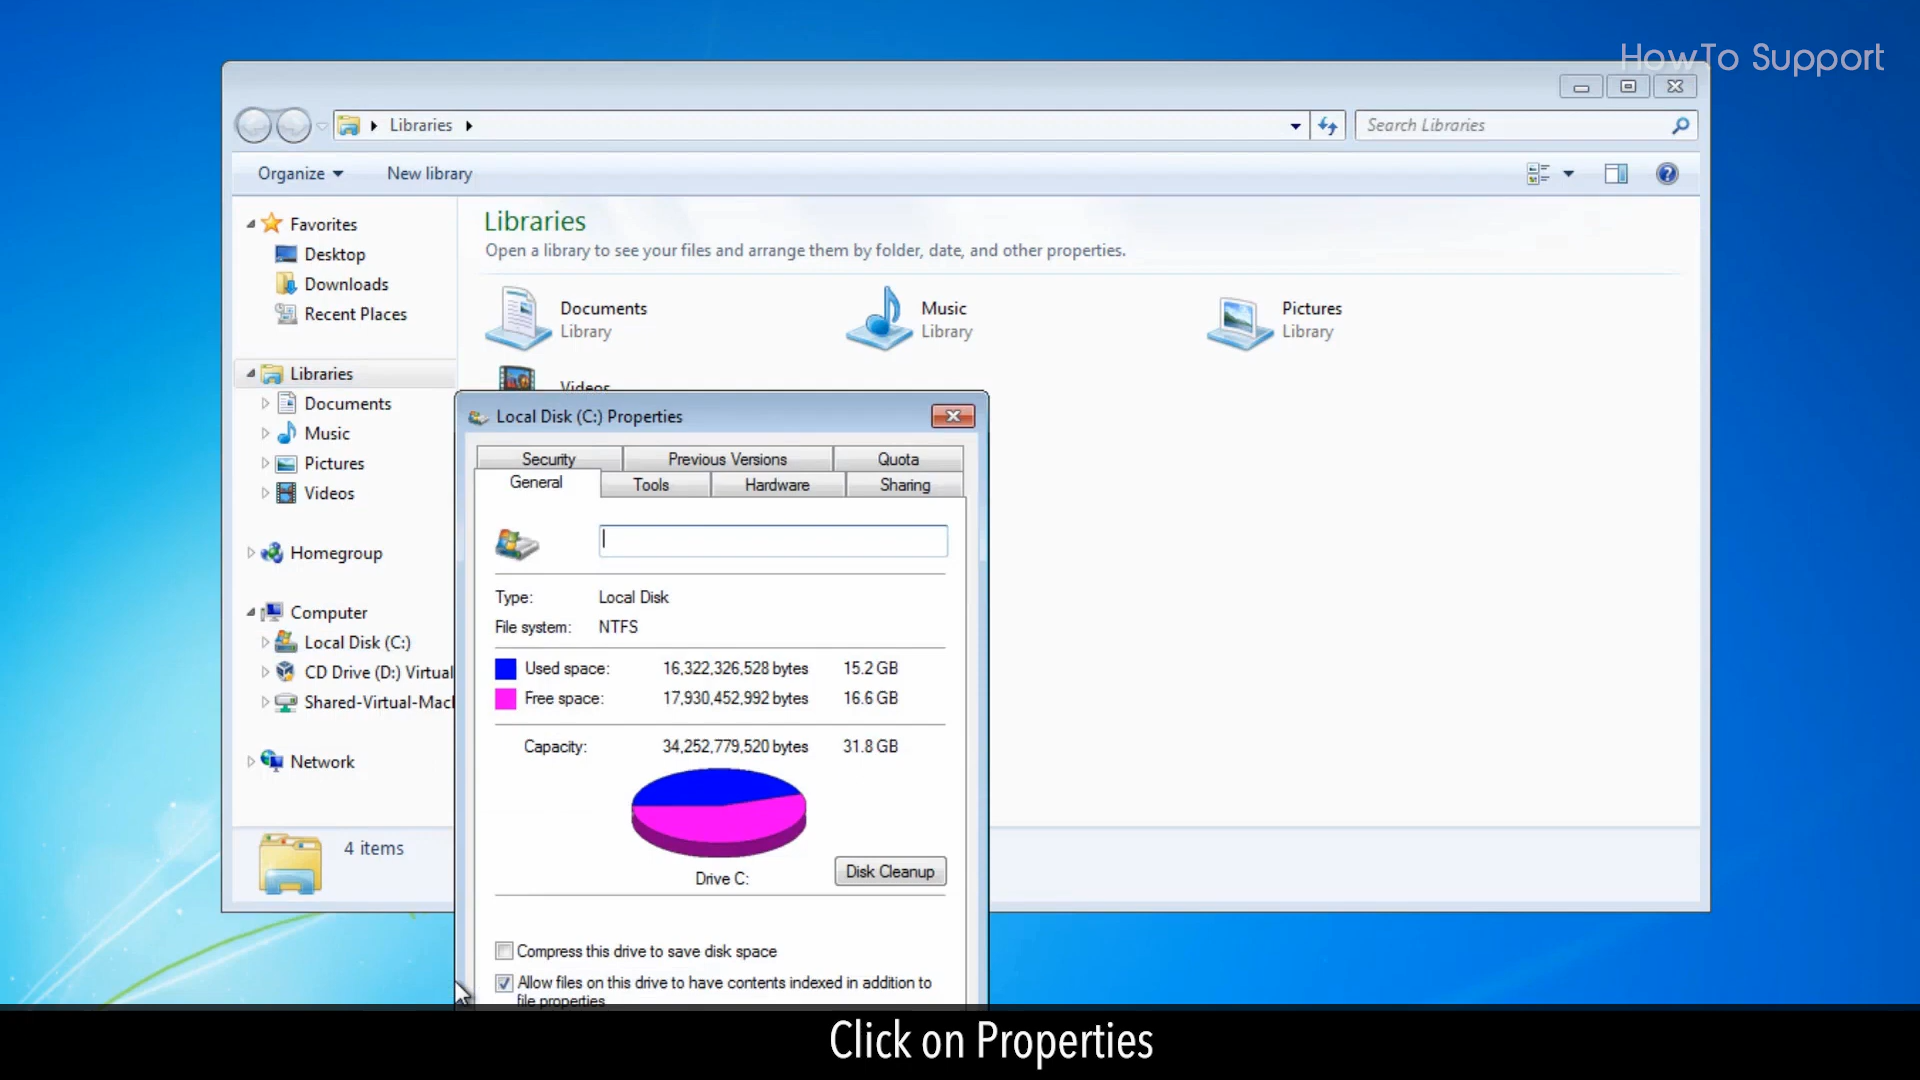 HowTo Support
Libraries
Search Libraries
Organize
New library
Favorites
Desktop
Downloads
Recent Places
Libraries
Documents
Music
Pictures
Videos
Homegroup
Computer
Local Disk (C:)
CD Drive (D:) Virtual
Shared-Virtual-Macl
Network
4 items
Libraries
Open a library to see your files and arrange them by folder, date, and other properties.
Documents
Library
Music
Library
Pictures
Library
Videos
Local Disk (C:) Properties
Security
Previous Versions
Quota
General
Tools
Hardware
Sharing
Type: Local Disk
File system: NTFS
Used space: 16,322,326,528 bytes 15.2 GB
Free space: 17,930,452,992 bytes 16.6 GB
Capacity: 34,252,779,520 bytes 31.8 GB
Drive C:
Disk Cleanup
Compress this drive to save disk space
Allow files on this drive to have contents indexed in addition to
file properties
Click on Properties